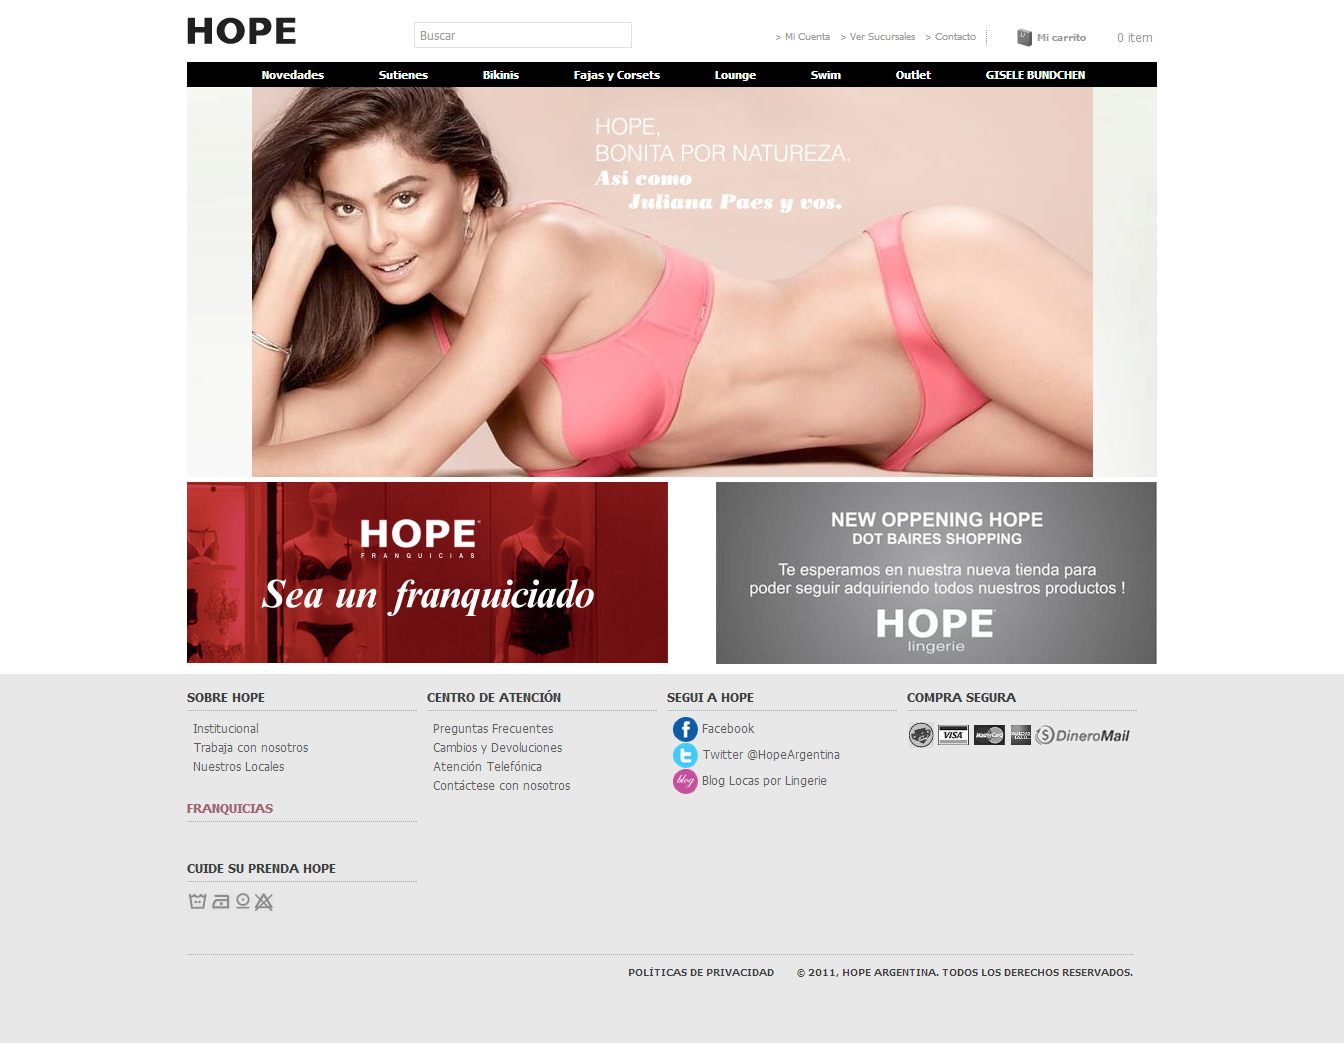 HOPE
Buscar
> Mi Cuenta > Ver Sucursales > Contacto
Mi carrito
0 item
Novedades Sutienes Bikinis Fajas y Corsets Lounge Swim Outlet GISELE BUNDCHEN
HOPE,
BONITA POR NATUREZA.
Asi como
Juliana Paes y vos.
HOPE
FRANQUICIAS
Sea un franquiciado
NEW OPPENING HOPE
DOT BAIRES SHOPPING
Te esperamos en nuestra nueva tienda para
poder seguir adquiriendo todos nuestros productos !
HOPE
lingerie
SOBRE HOPE
Institucional
Trabaja con nosotros
Nuestros Locales
FRANQUICIAS
CUIDE SU PRENDA HOPE
CENTRO DE ATENCIÓN
Preguntas Frecuentes
Cambios y Devoluciones
Atención Telefónica
Contáctese con nosotros
SEGUI A HOPE
Facebook
Twitter @HopeArgentina
blog
Blog Locas por Lingerie
COMPRA SEGURA
VISA
MasterCard
DineroMail
POLÍTICAS DE PRIVACIDAD
© 2011, HOPE ARGENTINA. TODOS LOS DERECHOS RESERVADOS.